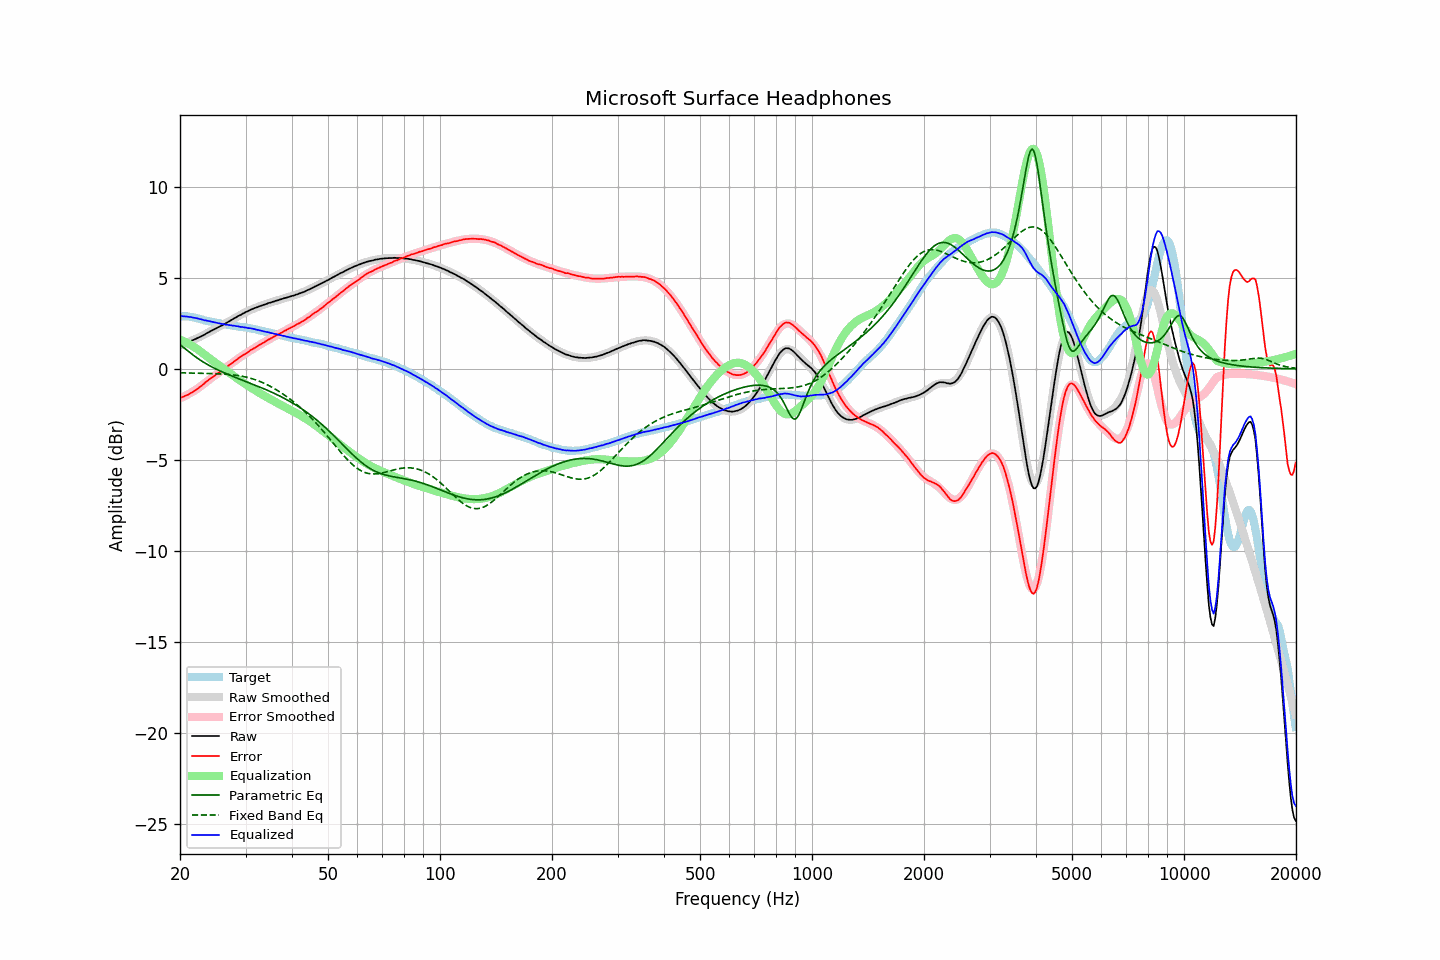 Microsoft Surface Headphones
Amplitude (dBr)
10
5
0
−5
−10
−15
−20
−25
Target
Raw Smoothed
Error Smoothed
Raw
Error
Equalization
Parametric Eq
Fixed Band Eq
Equalized
20 50 100 200 500 1000 2000 5000 10000 20000
Frequency (Hz)